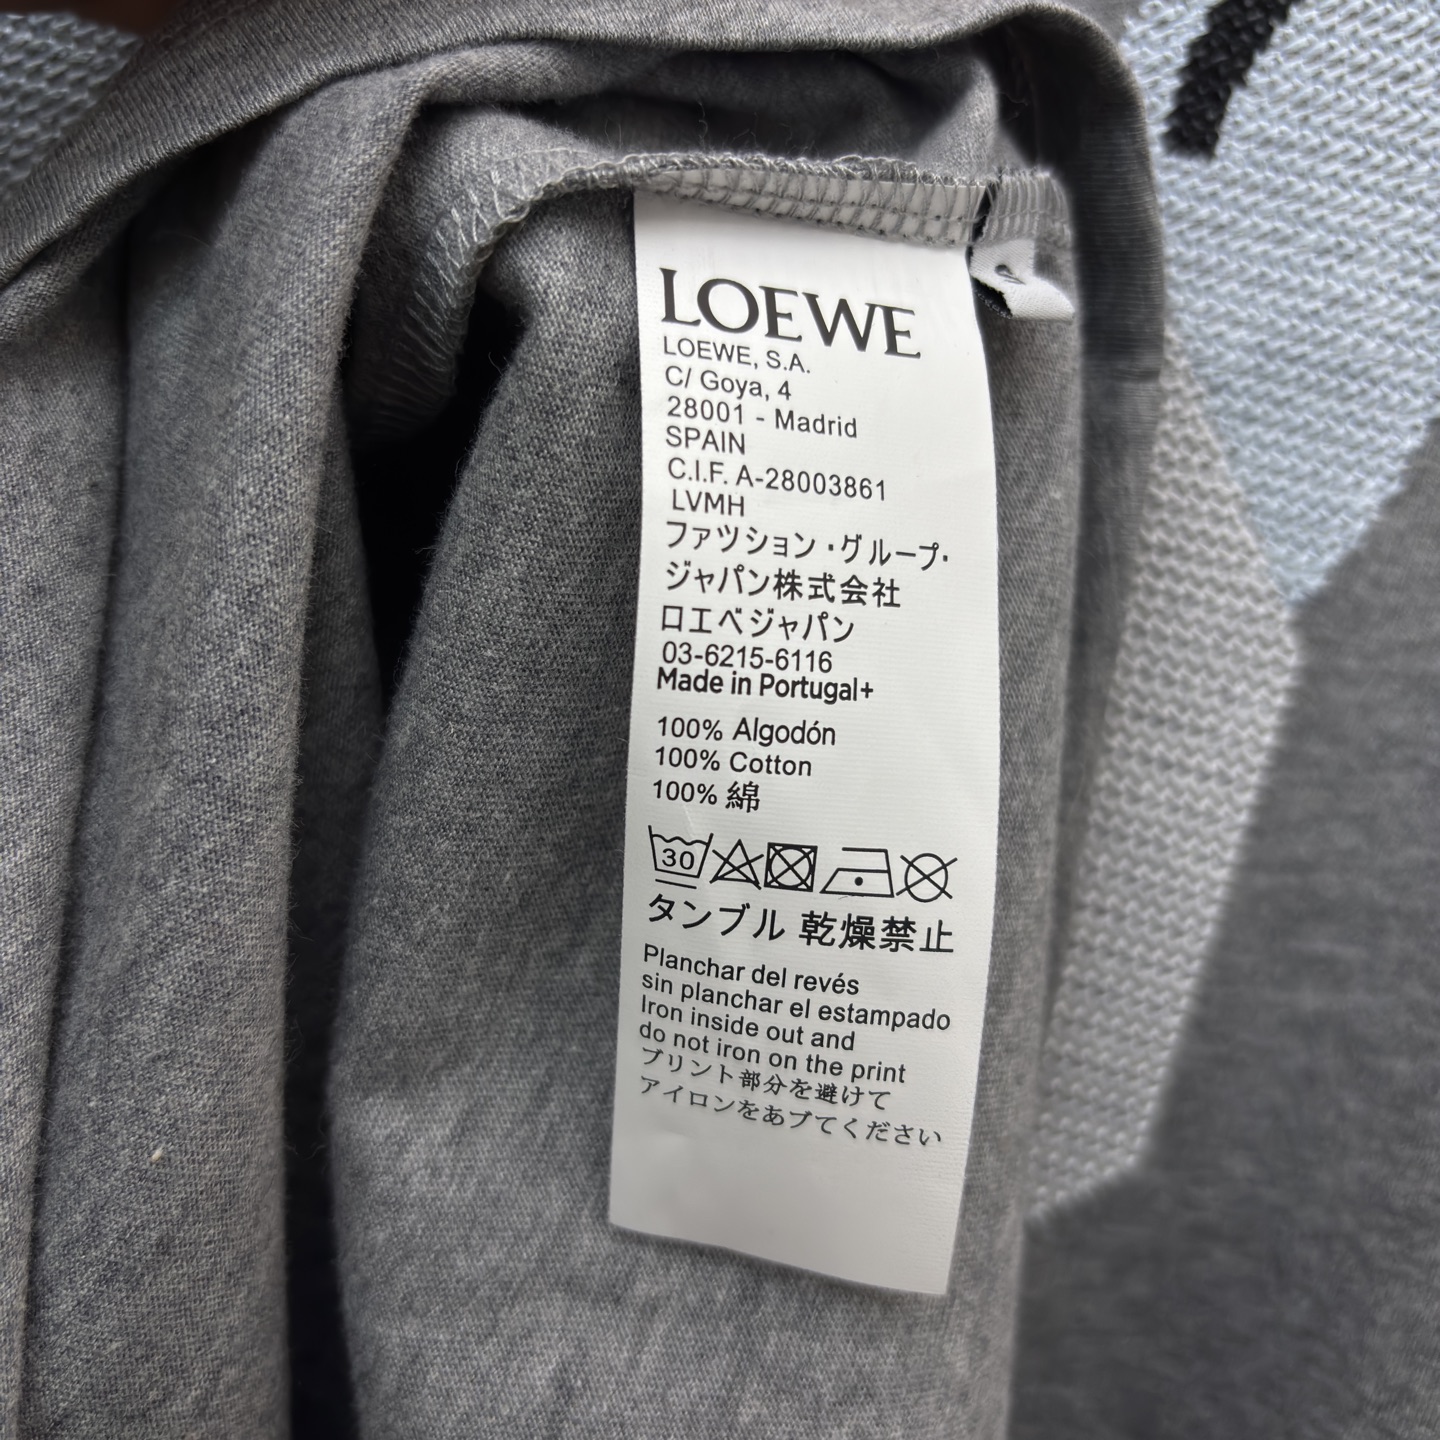 LOEWE
LOEWE, S.A.
C/ Goya, 4
28001 - Madrid
SPAIN
C.I.F. A-28003861
LVMH
ファツション・グループ・
ジャパン株式会社
ロエベジャパン
03-6215-6116
Made in Portugal+
100% Algodón
100% Cotton
100% 綿
30
タンブル 乾燥禁止
Planchar del revés
sin planchar el estampado
Iron inside out and
do not iron on the print
プリント部分を避けて
アイロンをあブてください